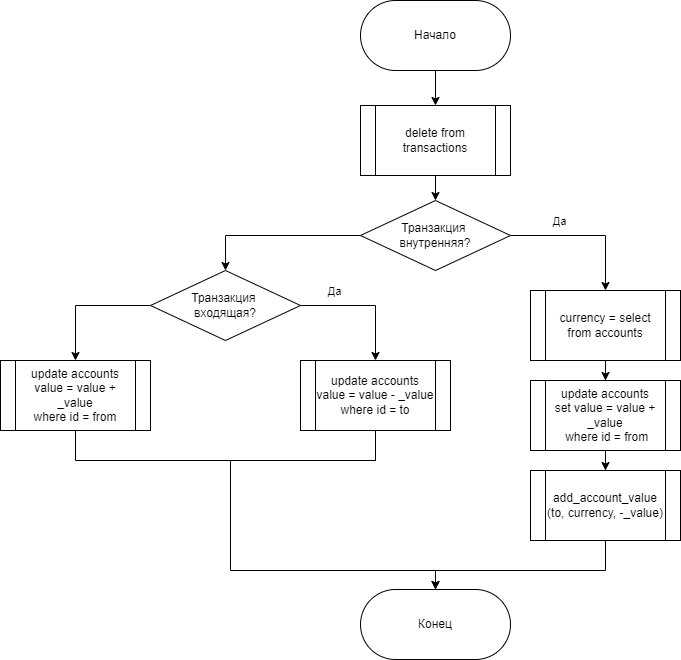 Начало
delete from
transactions
Транзакция
внутренняя?
Да
Транзакция
входящая?
Да
currency = select
from accounts
update accounts
value = value +
_value
where id = from
update accounts
value = value - _value
where id = to
update accounts
set value = value +
_value
where id = from
add_account_value
(to, currency, -_value)
Конец